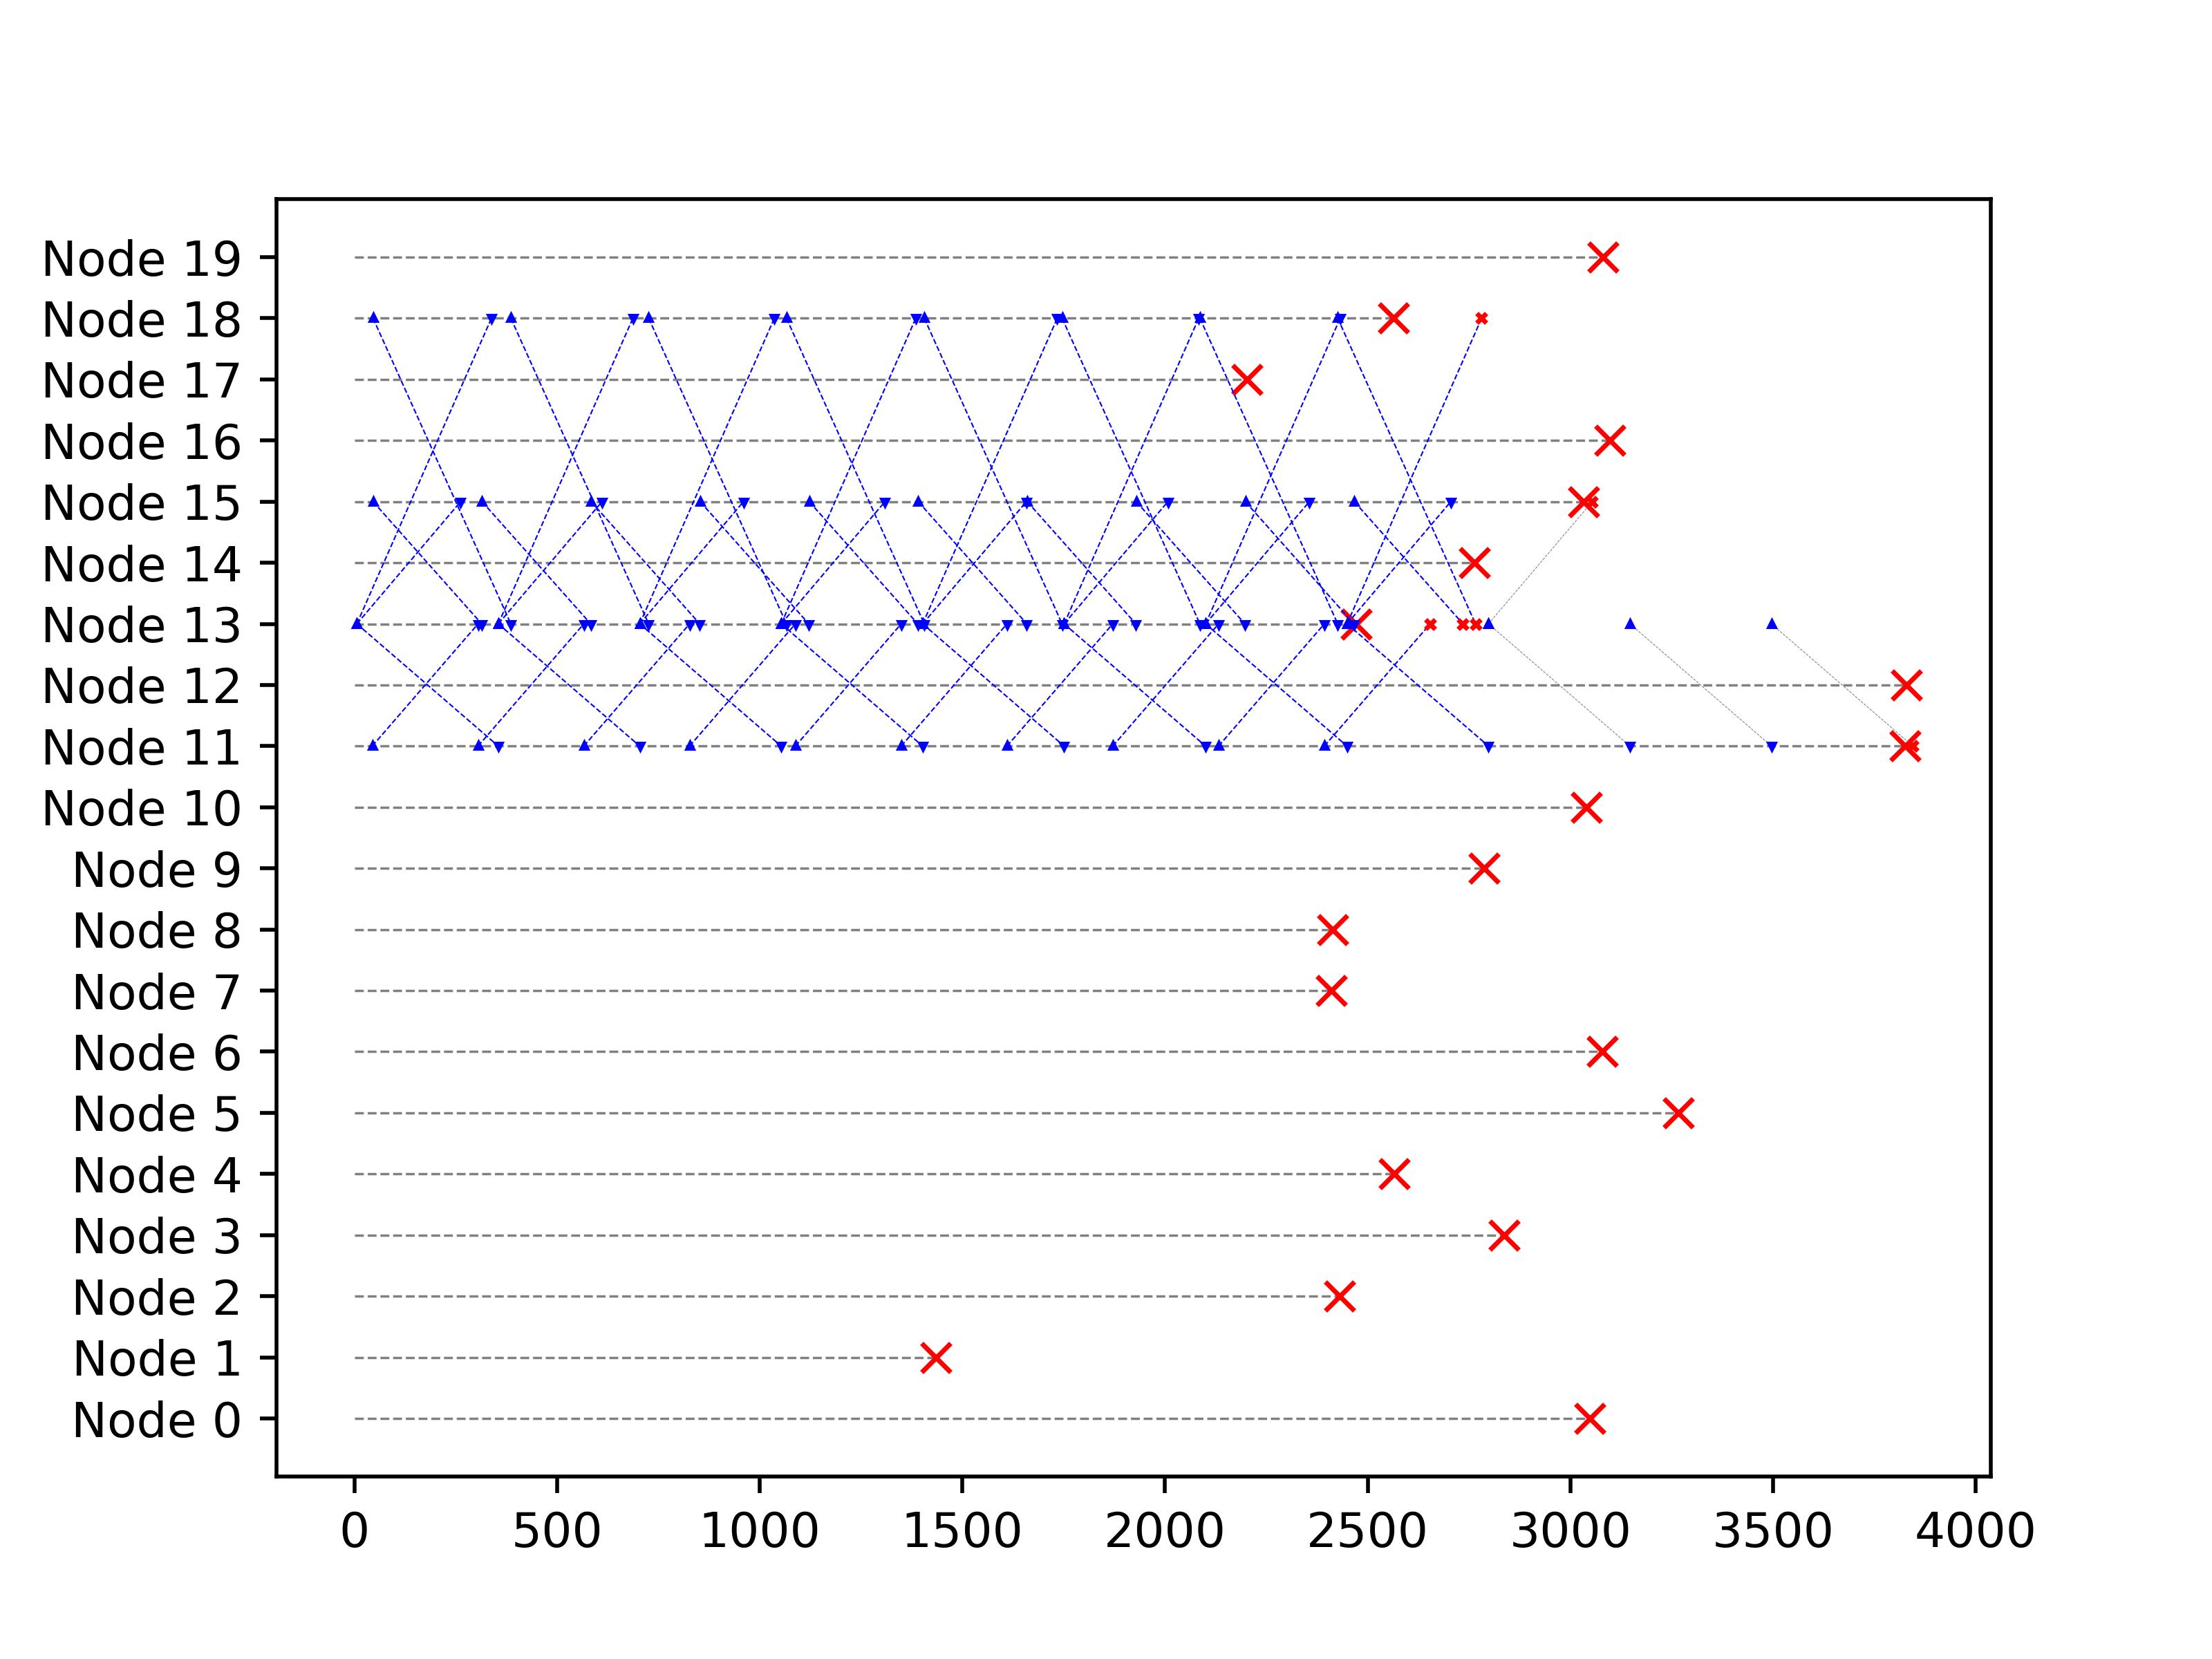 Node 19
Node 18
Node 17
Node 16
Node 15
Node 14
Node 13
Node 12
Node 11
Node 10
Node 9
Node 8
Node 7
Node 6
Node 5
Node 4
Node 3
Node 2
Node 1
Node 0
0 500 1000 1500 2000 2500 3000 3500 4000